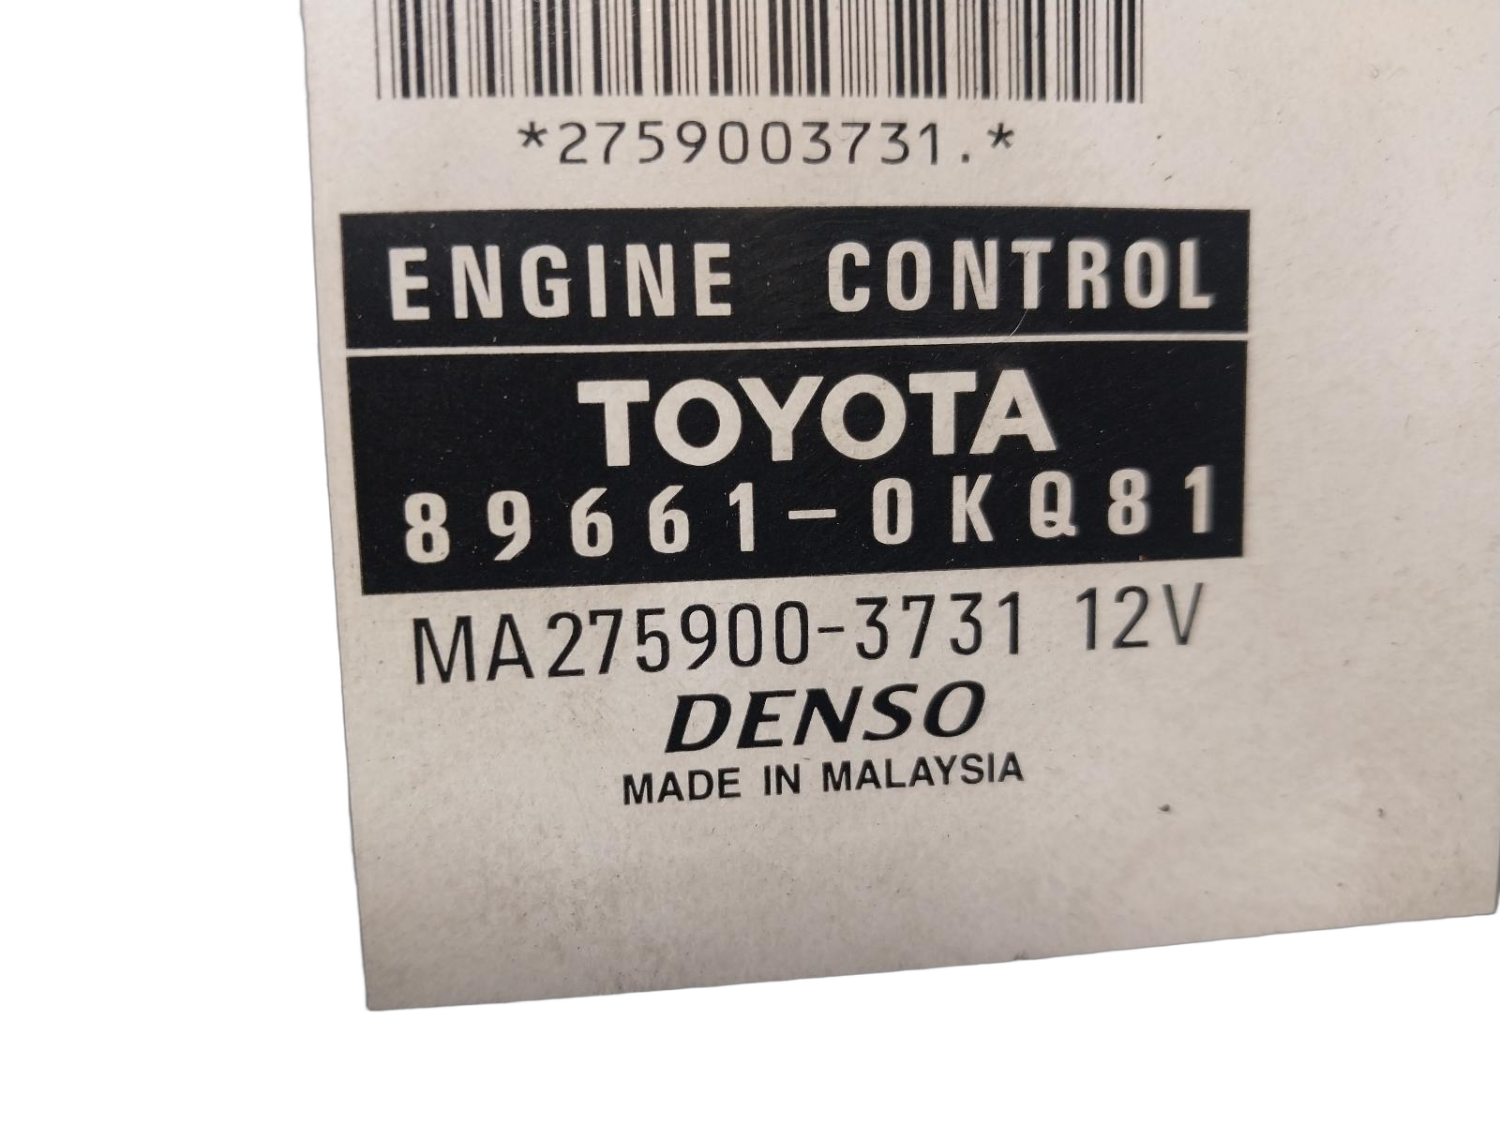 *2759003731.*
ENGINE CONTROL
TOYOTA
89661-0KQ81
MA275900-3731 12V
DENSO
MADE IN MALAYSIA